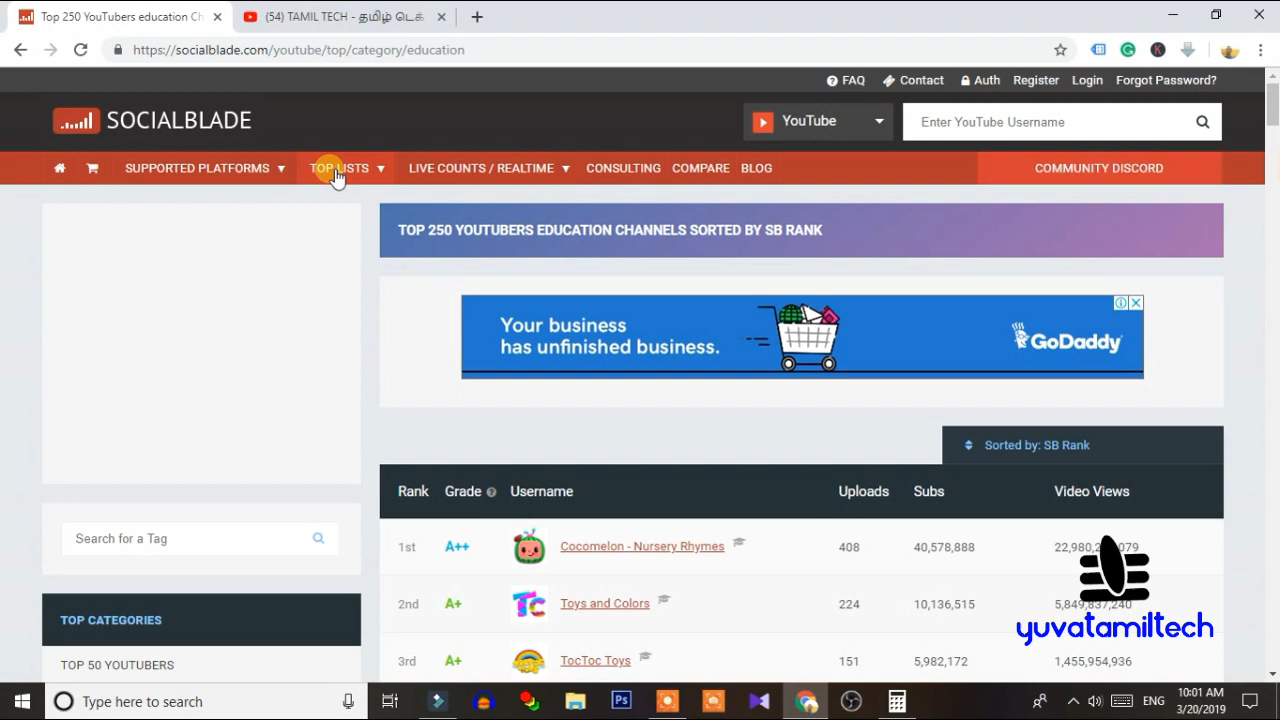 Top 250 YouTubers education Ch
(54) TAMIL TECH - தமிழ் டெக்
https://socialblade.com/youtube/top/category/education
FAQ Contact Auth Register Login Forgot Password?
SOCIALBLADE
YouTube
Enter YouTube Username
SUPPORTED PLATFORMS TOP LISTS LIVE COUNTS / REALTIME CONSULTING COMPARE BLOG COMMUNITY DISCORD
TOP 250 YOUTUBERS EDUCATION CHANNELS SORTED BY SB RANK
Your business
has unfinished business.
GoDaddy
Sorted by: SB Rank
Rank Grade Username Uploads Subs Video Views
Search for a Tag
1st A++ Cocomelon - Nursery Rhymes 408 40,578,888
2nd A+ Toys and Colors 224 10,136,515 5,849,837,240
TOP CATEGORIES
yuvatamiltech
TOP 50 YOUTUBERS
3rd A+ TocToc Toys 151 5,982,172 1,455,954,936
Type here to search
Ps
ENG
10:01 AM
3/20/2019